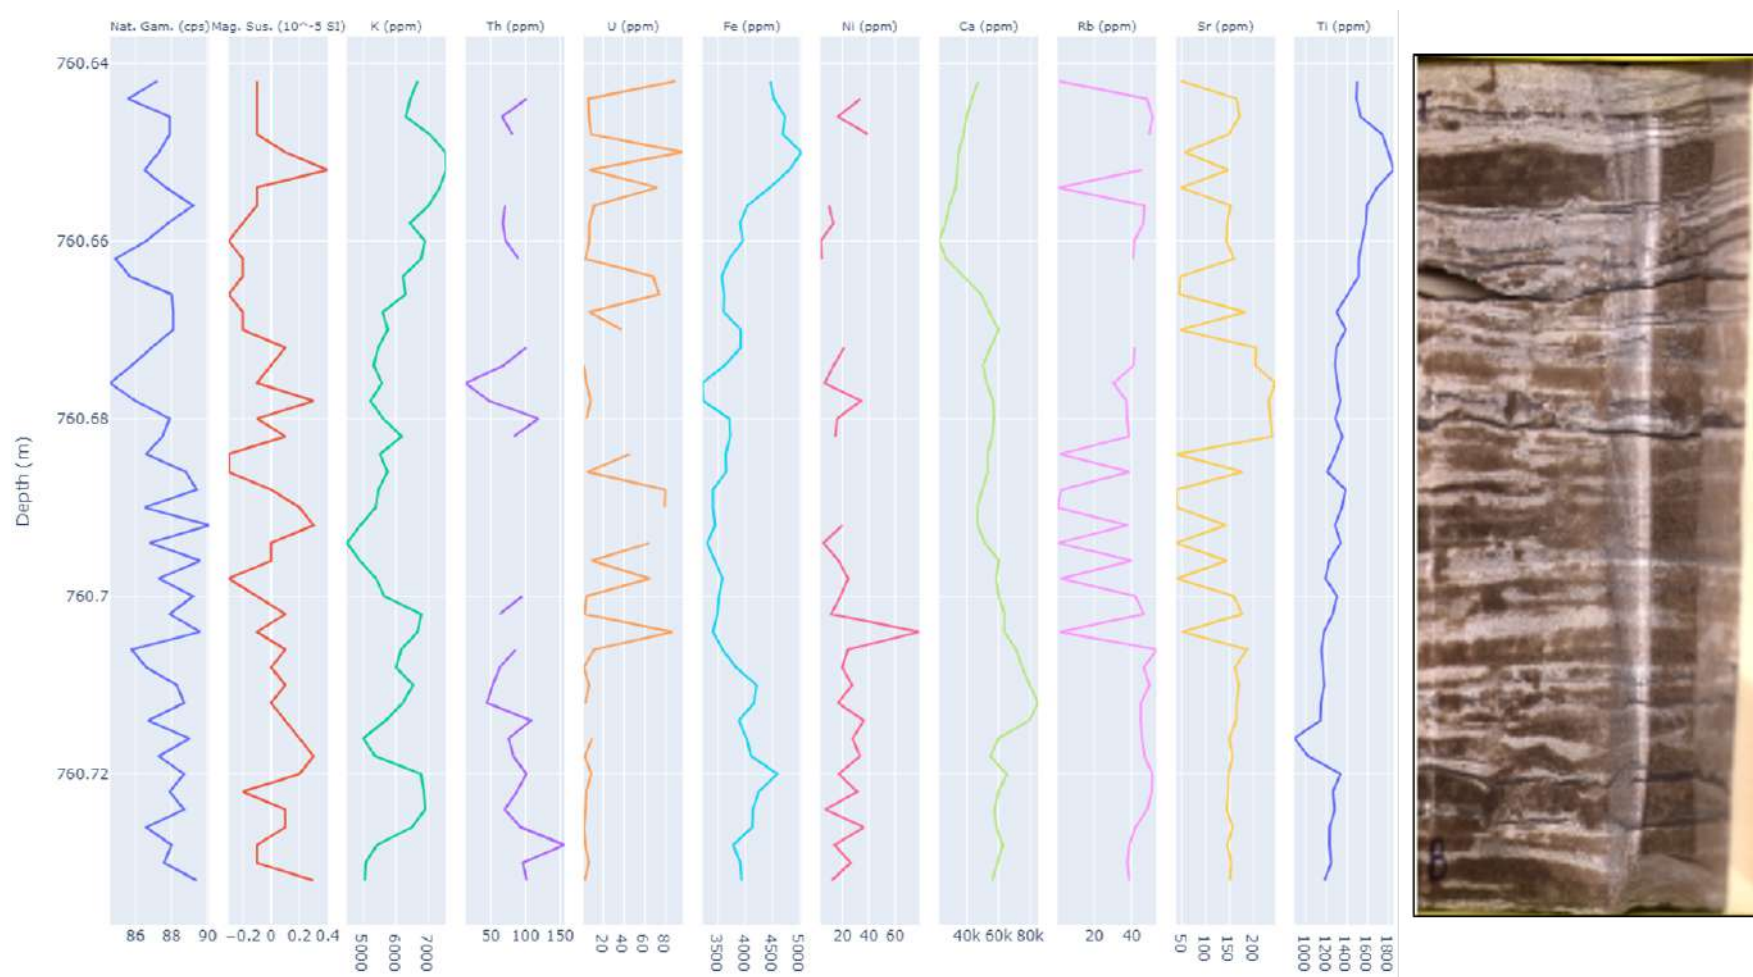 Nat. Gam. (cps) Mag. Sus. (10^-5 SI) K (ppm) Th (ppm) U (ppm) Fe (ppm) Ni (ppm) Ca (ppm) Rb (ppm) Sr (ppm) Ti (ppm)
760.64
760.66
760.68
760.7
760.72
Depth (m)
86 88 90 −0.2 0 0.2 0.4 5000 6000 7000 50 100 150 20 40 60 80 3500 4000 4500 5000 20 40 60 40k 60k 80k 20 40 50 100 150 200 1000 1200 1400 1600 1800
T
B